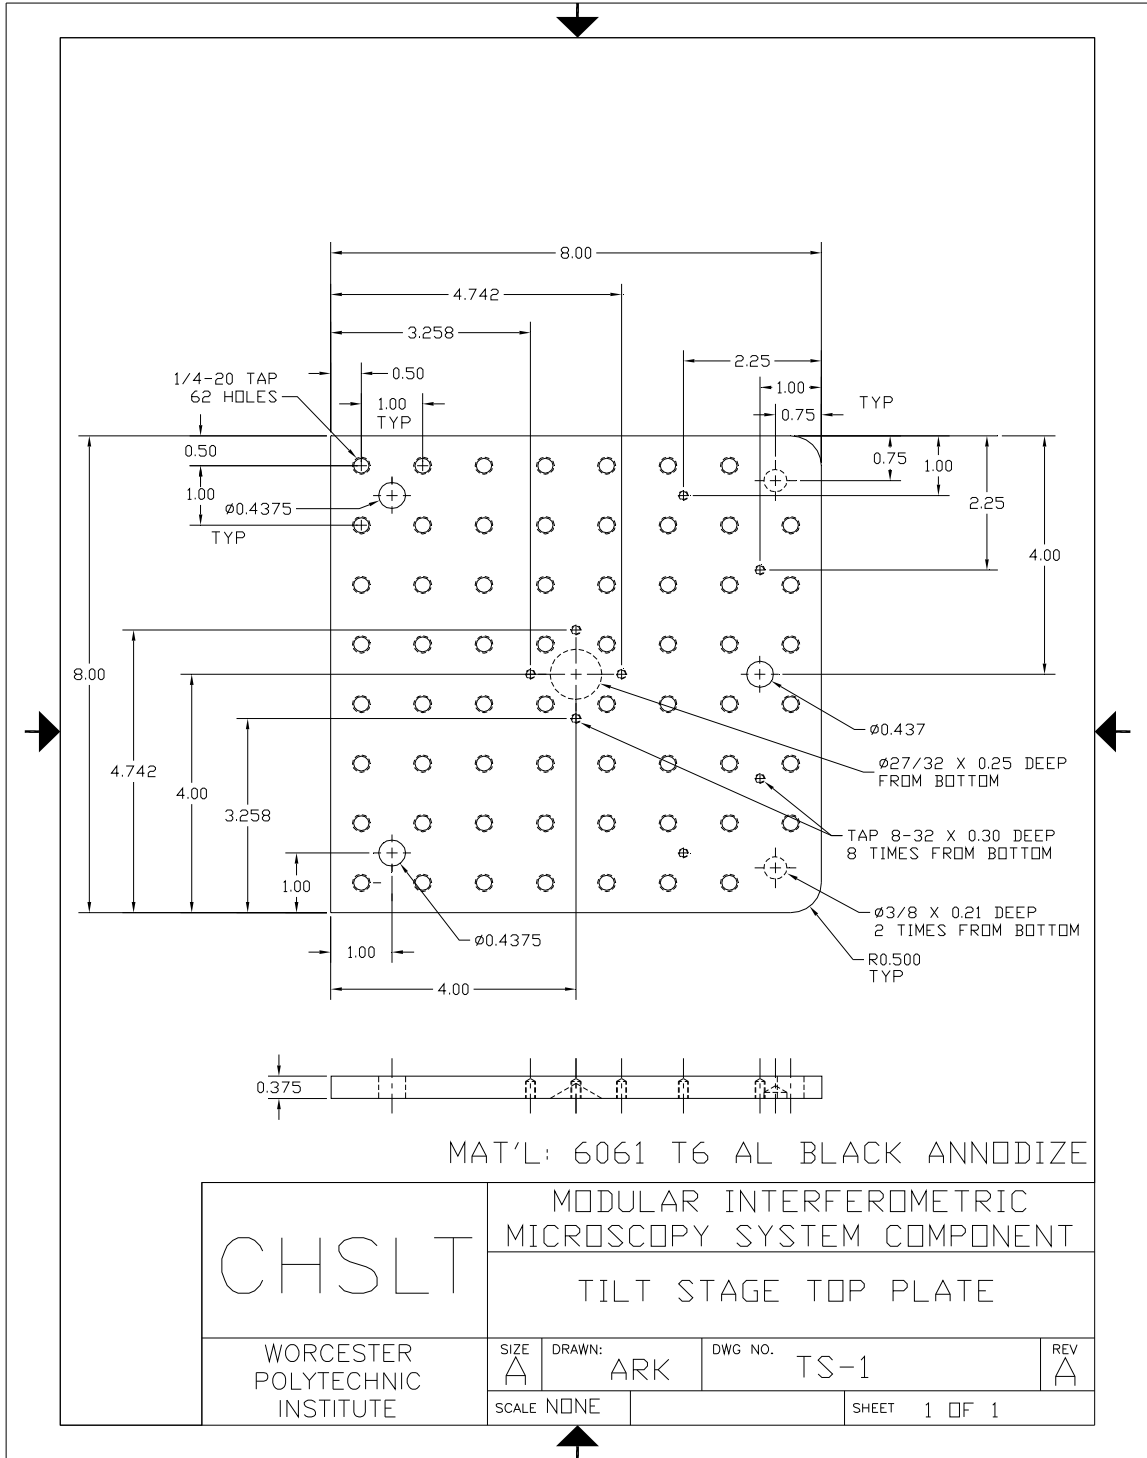 8.00
4.742
3.258
2.25
1/4-20 TAP
62 HOLES
0.50
1.00
TYP
1.00
0.75
TYP
0.50
1.00
TYP
Ø0.4375
0.75
1.00
2.25
4.00
8.00
4.742
4.00
3.258
1.00
Ø0.437
Ø27/32 X 0.25 DEEP
FROM BOTTOM
TAP 8-32 X 0.30 DEEP
8 TIMES FROM BOTTOM
Ø3/8 X 0.21 DEEP
2 TIMES FROM BOTTOM
R0.500
TYP
Ø0.4375
1.00
4.00
0.375
MAT'L: 6061 T6 AL BLACK ANNODIZE
CHSLT
MODULAR INTERFEROMETRIC
MICROSCOPY SYSTEM COMPONENT
TILT STAGE TOP PLATE
WORCESTER
POLYTECHNIC
INSTITUTE
SIZE
A
DRAWN:
ARK
DWG NO.
TS-1
REV
A
SCALE NONE
SHEET 1 OF 1